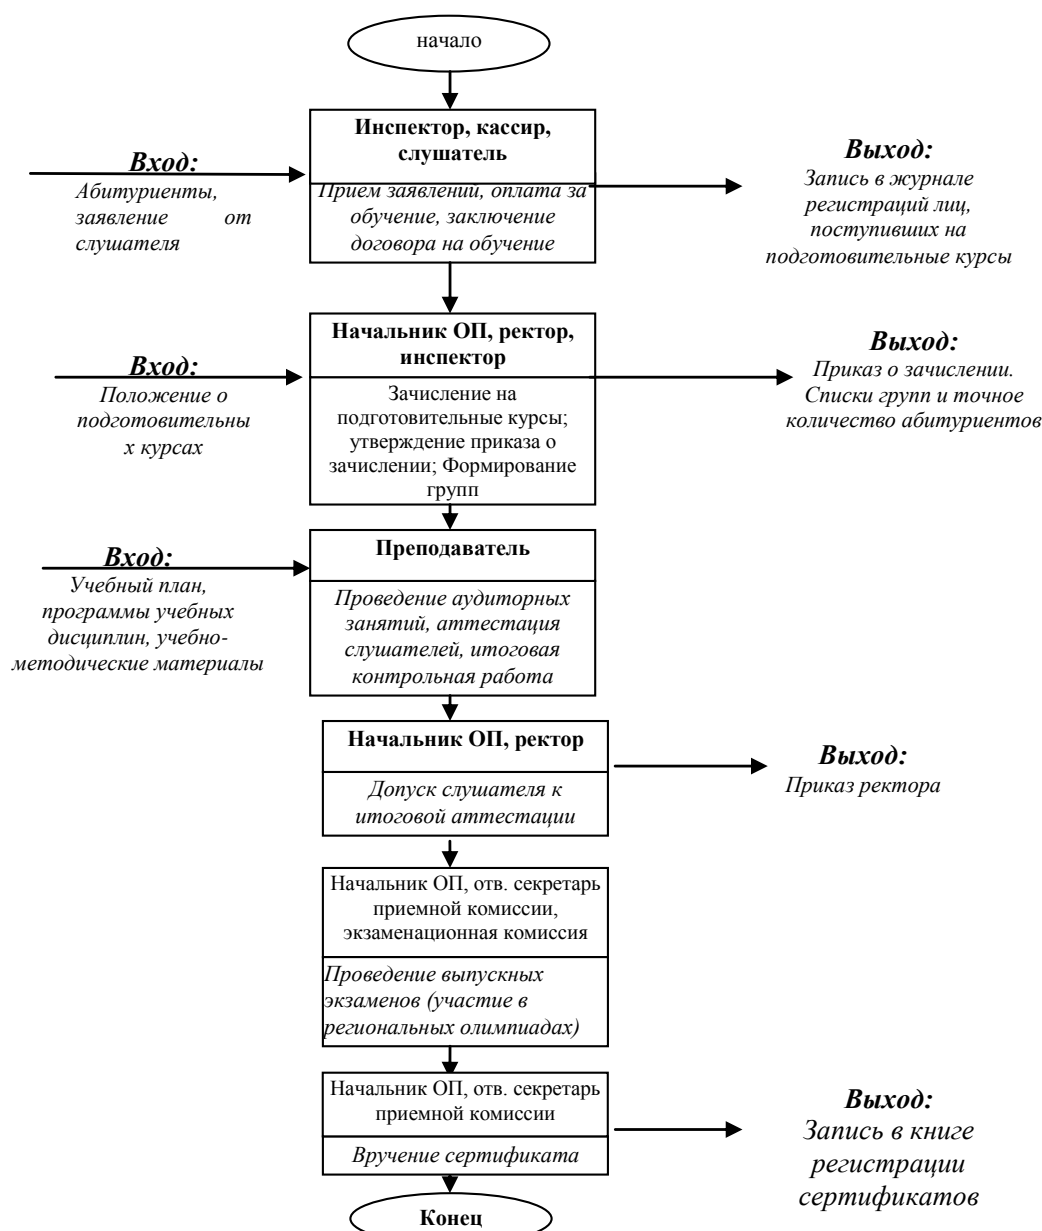 начало
Инспектор, кассир,
слушатель
Прием заявлений, оплата за
обучение, заключение
договора на обучение
Вход:
Абитуриенты,
заявление от
слушателя
Выход:
Запись в журнале
регистраций лиц,
поступивших на
подготовительные курсы
Начальник ОП, ректор,
инспектор
Зачисление на
подготовительные курсы;
утверждение приказа о
зачислении; Формирование
групп
Вход:
Положение о
подготовительны
х курсах
Выход:
Приказ о зачислении.
Списки групп и точное
количество абитуриентов
Преподаватель
Проведение аудиторных
занятий, аттестация
слушателей, итоговая
контрольная работа
Вход:
Учебный план,
программы учебных
дисциплин, учебно-
методические материалы
Начальник ОП, ректор
Допуск слушателя к
итоговой аттестации
Выход:
Приказ ректора
Начальник ОП, отв. секретарь
приемной комиссии,
экзаменационная комиссия
Проведение выпускных
экзаменов (участие в
региональных олимпиадах)
Начальник ОП, отв. секретарь
приемной комиссии
Вручение сертификата
Выход:
Запись в книге
регистрации
сертификатов
Конец